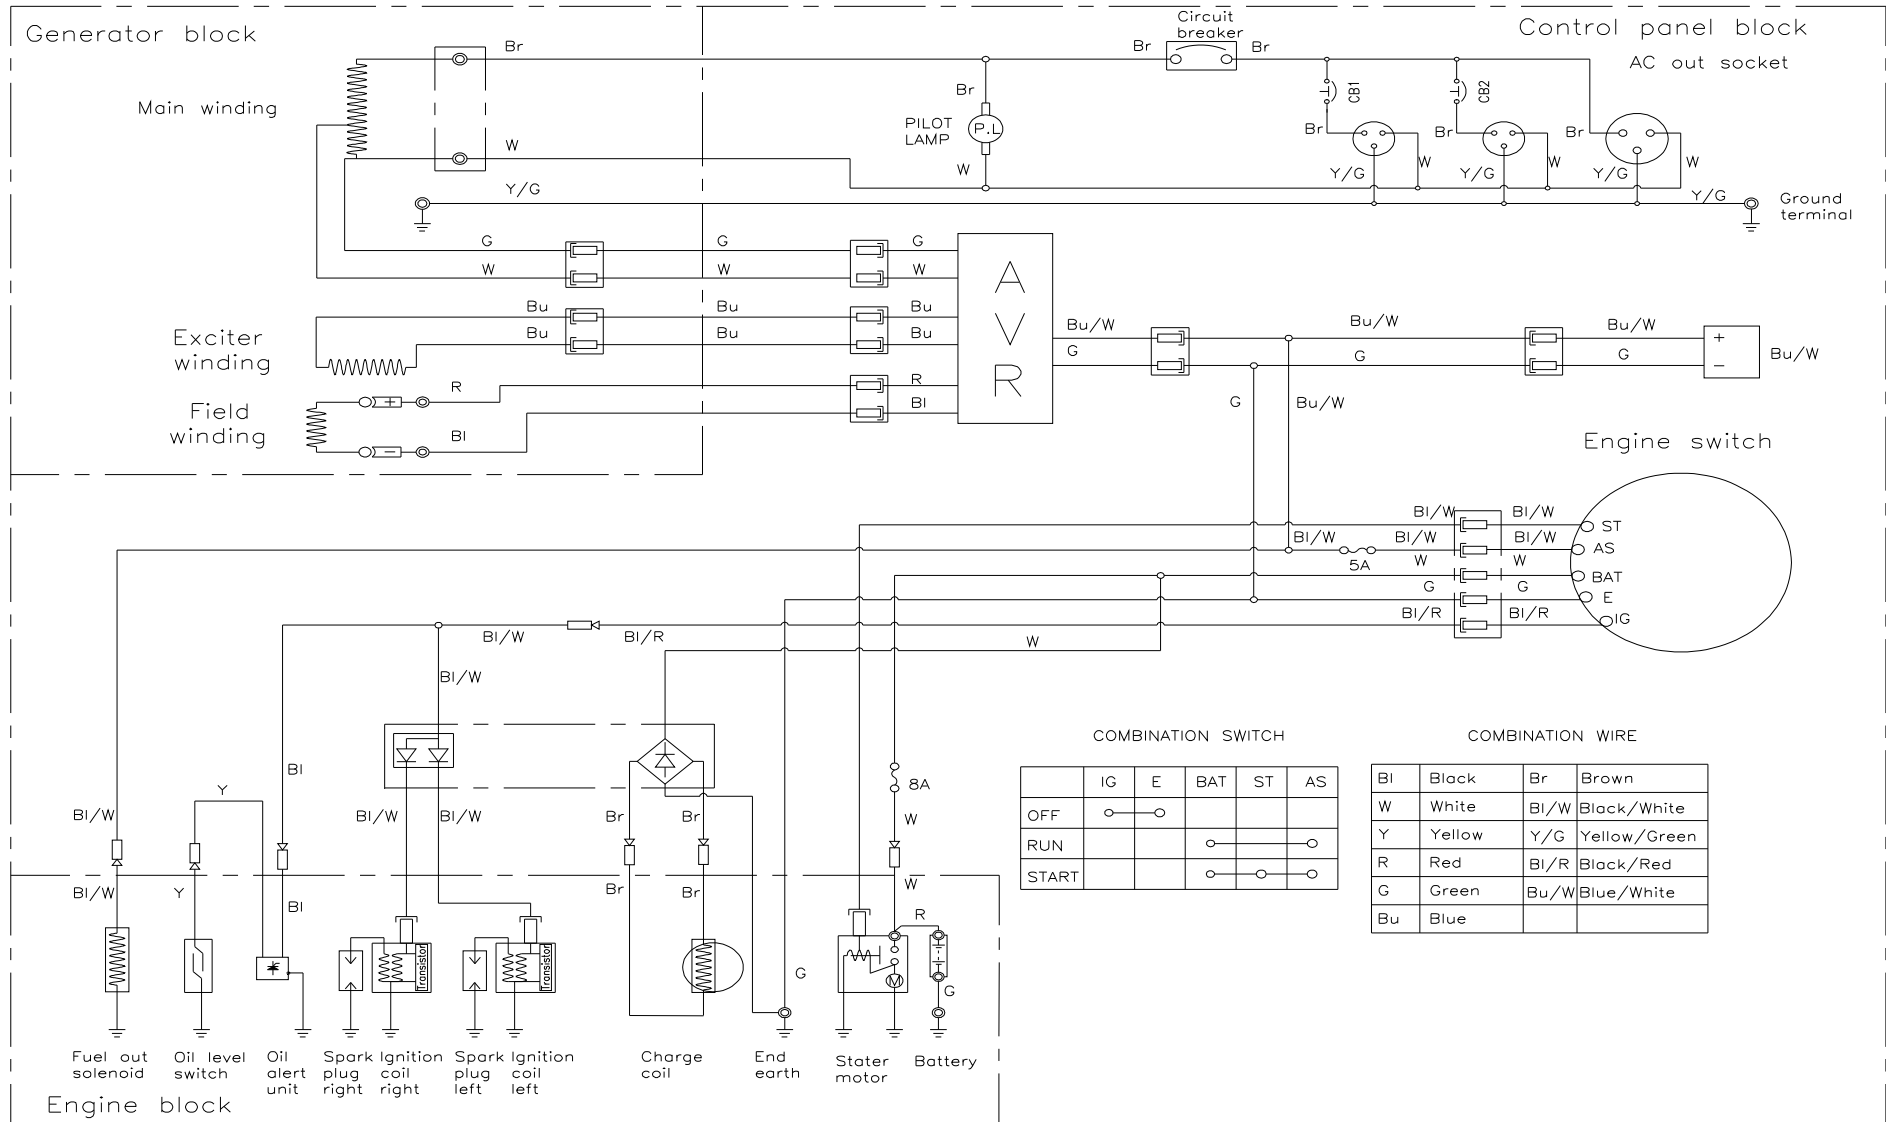 Generator block
Circuit
breaker
Control panel block
AC out socket
Br
Br
Br
Main winding
Br
CB1
CB2
PILOT
LAMP
P.L
Br
Br
Br
W
W
W
W
W
Y/G
Y/G
Y/G
Y/G
Y/G
Ground
terminal
G
G
G
W
W
W
A
V
R
Exciter
winding
Bu
Bu
Bu
Bu
Bu
Bu
Bu/W
Bu/W
Bu/W
G
G
G
+
−
Bu/W
Field
winding
R
R
+
Bl
Bl
−
G
Bu/W
Engine switch
Bl/W
Bl/W
ST
Bl/W
Bl/W
Bl/W
AS
5A
W
W
BAT
G
G
E
Bl/R
Bl/R
IG
Bl/W
Bl/R
W
Bl/W
Bl
Y
8A
Bl/W
Bl/W
Bl/W
Br
Br
W
Bl/W
Y
Bl
Br
Br
W
R
Transistor
Transistor
M
G
G
Fuel out
solenoid
Oil level
switch
Oil
alert
unit
Spark
plug
right
Ignition
coil
right
Spark
plug
left
Ignition
coil
left
Charge
coil
End
earth
Stater
motor
Battery
Engine block
COMBINATION SWITCH
IG E BAT ST AS
OFF
RUN
START
COMBINATION WIRE
Bl Black Br Brown
W White Bl/W Black/White
Y Yellow Y/G Yellow/Green
R Red Bl/R Black/Red
G Green Bu/W Blue/White
Bu Blue